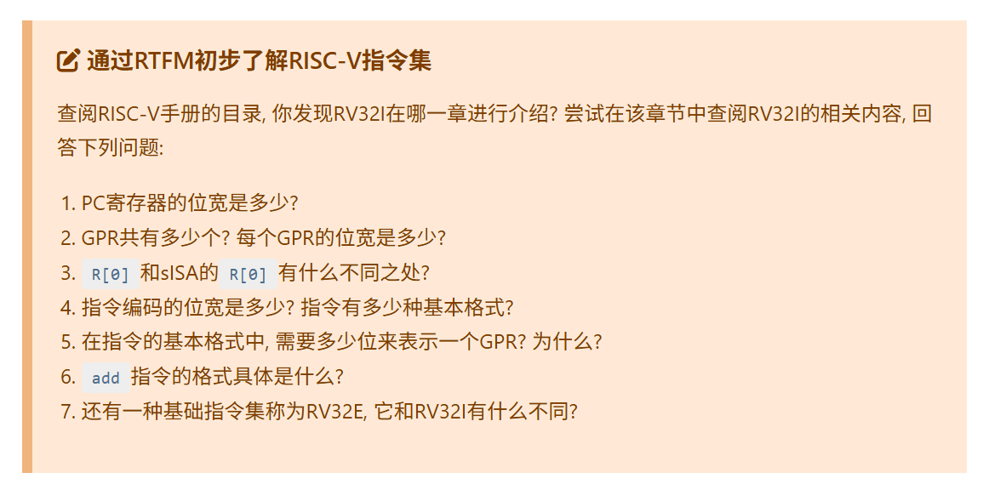 通过RTFM初步了解RISC-V指令集
查阅RISC-V手册的目录, 你发现RV32I在哪一章进行介绍? 尝试在该章节中查阅RV32I的相关内容, 回
答下列问题:
1. PC寄存器的位宽是多少?
2. GPR共有多少个? 每个GPR的位宽是多少?
3. R[0] 和sISA的 R[0] 有什么不同之处?
4. 指令编码的位宽是多少? 指令有多少种基本格式?
5. 在指令的基本格式中, 需要多少位来表示一个GPR? 为什么?
6. add 指令的格式具体是什么?
7. 还有一种基础指令集称为RV32E, 它和RV32I有什么不同?